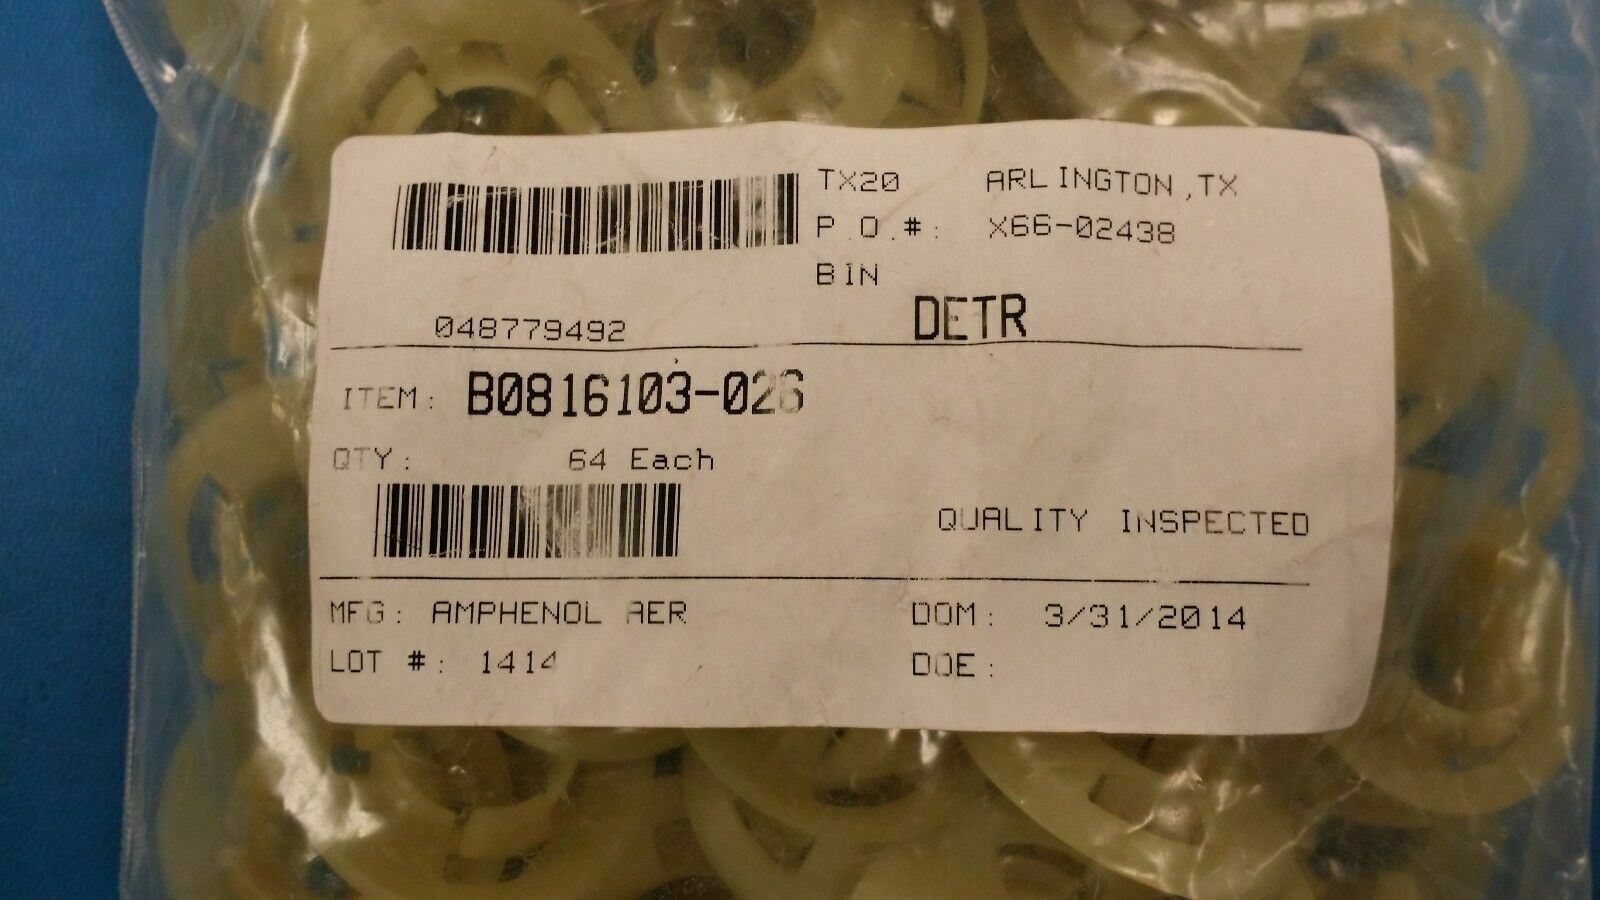 TX20 ARLINGTON, TX
P.O.#: X66-02438
BIN
DETR
048779492
ITEM: B0816103-026
QTY: 64 Each
QUALITY INSPECTED
MFG: AMPHENOL AER DOM: 3/31/2014
LOT #: 1414 DOE: